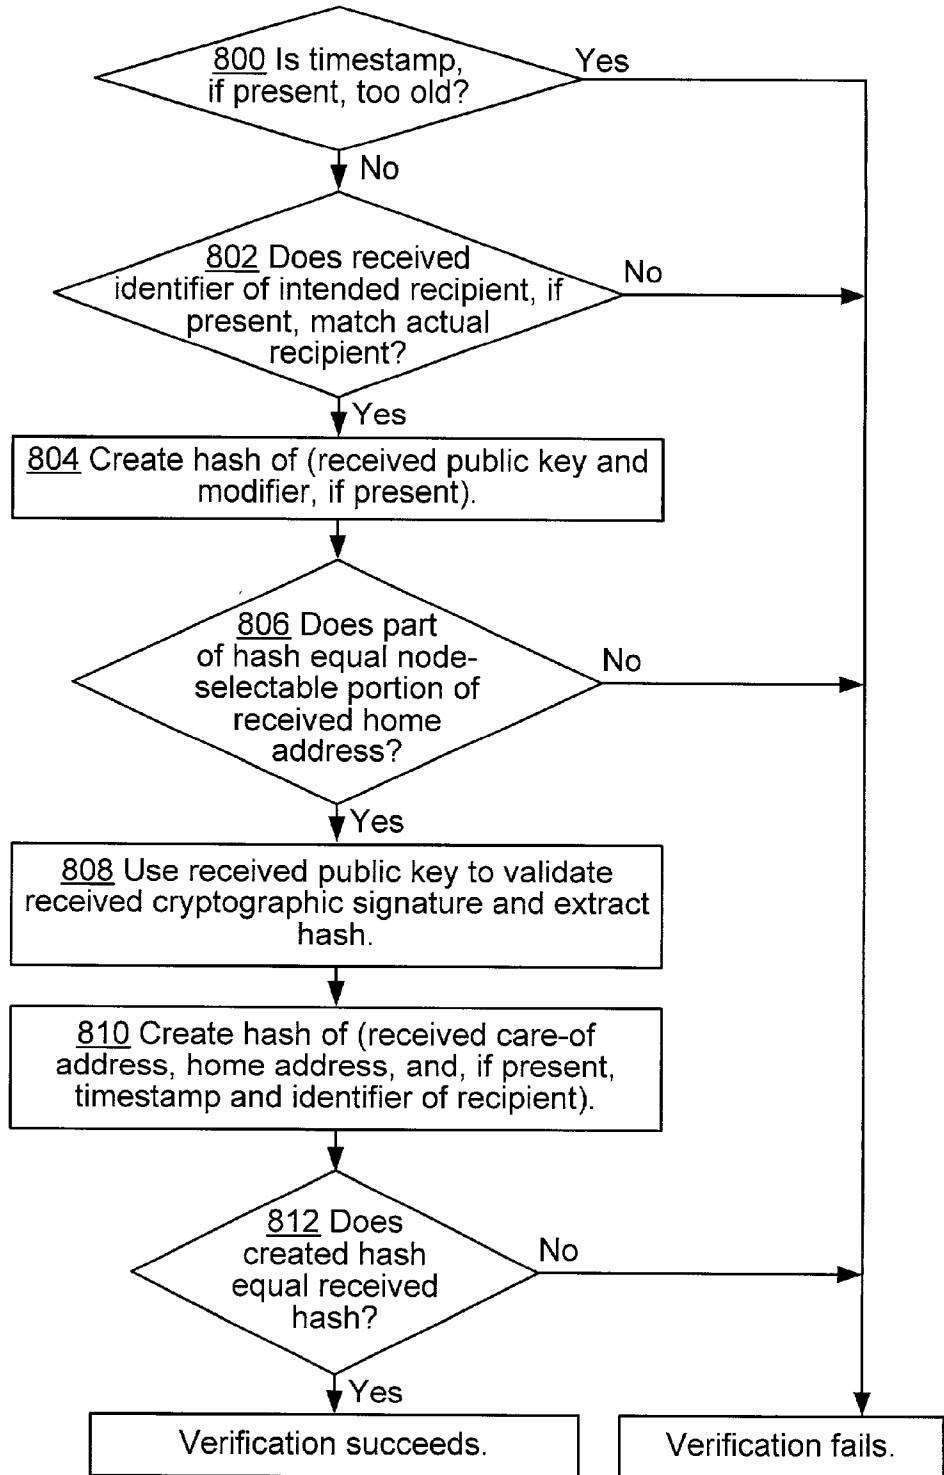 800 Is timestamp,
if present, too old?
Yes
No
802 Does received
identifier of intended recipient, if
present, match actual
recipient?
No
Yes
804 Create hash of (received public key and
modifier, if present).
806 Does part
of hash equal node-
selectable portion of
received home
address?
No
Yes
808 Use received public key to validate
received cryptographic signature and extract
hash.
810 Create hash of (received care-of
address, home address, and, if present,
timestamp and identifier of recipient).
812 Does
created hash
equal received
hash?
No
Yes
Verification succeeds.
Verification fails.